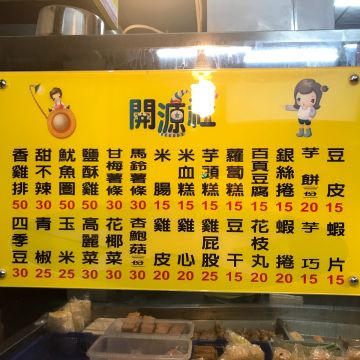 開源
香雞排 50
甜不辣 30
魷魚圈 50
鹽酥雞 50
甘梅薯條 30
馬鈴薯條 30
米腸 15
米血糕 15
芋頭糕 15
蘿蔔糕 15
百頁豆腐 20
銀絲捲 15
芋餅 20
豆皮 15
四季豆 30
青椒 25
玉米 25
高麗菜 30
花椰菜 30
杏鮑菇 30
雞皮 15
雞心 20
雞屁股 20
豆干 15
花枝丸 20
蝦捲 15
芋巧 15
蝦片 15